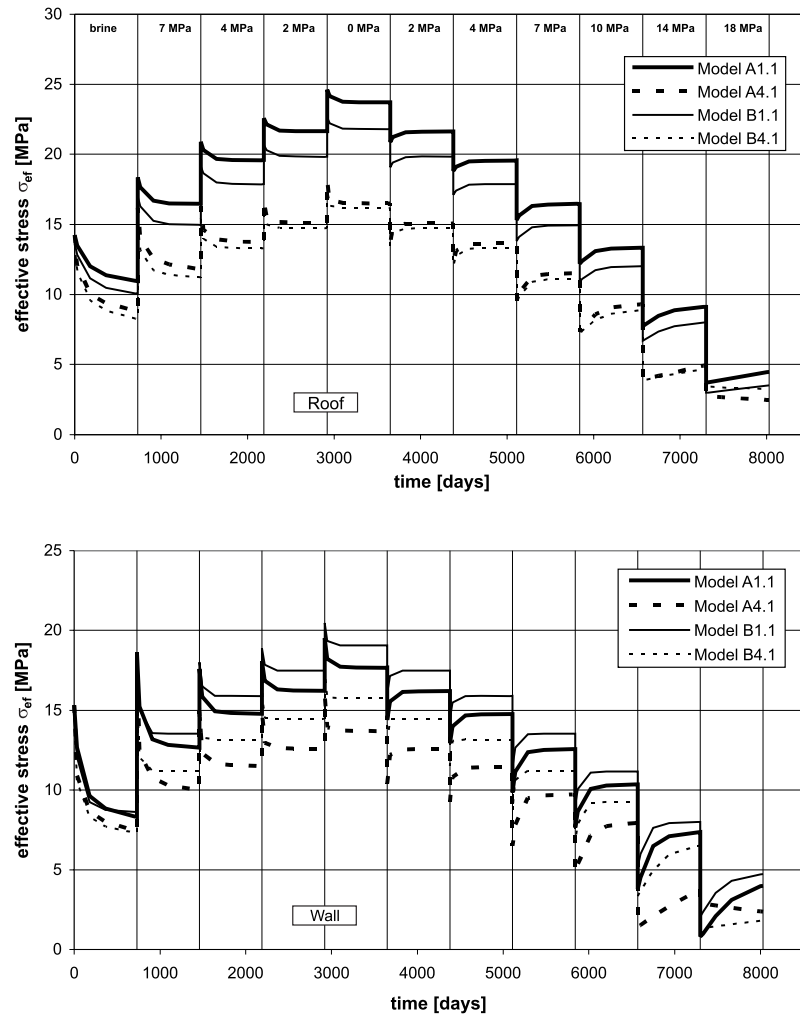 30
25
20
15
10
5
0
effective stress σef [MPa]
brine 7 MPa 4 MPa 2 MPa 0 MPa 2 MPa 4 MPa 7 MPa 10 MPa 14 MPa 18 MPa
Model A1.1
Model A4.1
Model B1.1
Model B4.1
Roof
0 1000 2000 3000 4000 5000 6000 7000 8000
time [days]
25
20
15
10
5
0
effective stress σef [MPa]
Model A1.1
Model A4.1
Model B1.1
Model B4.1
Wall
0 1000 2000 3000 4000 5000 6000 7000 8000
time [days]